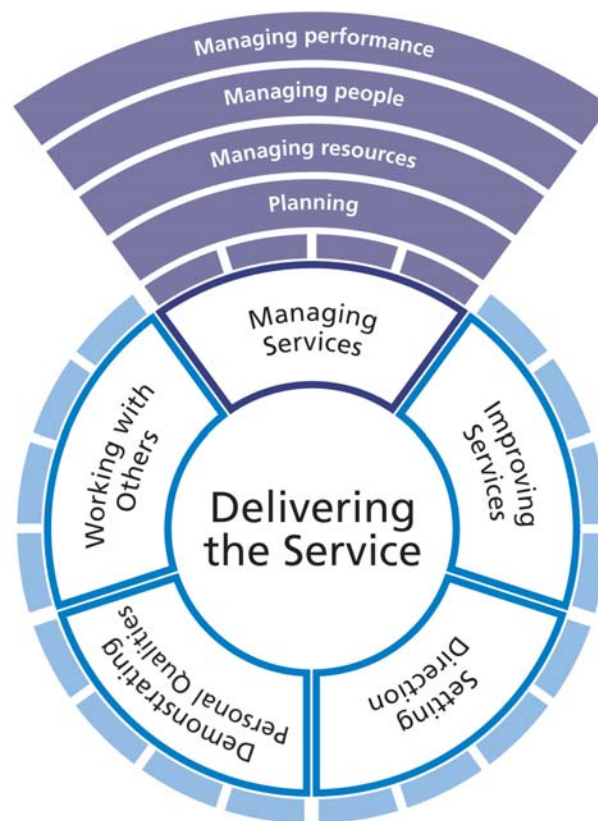 Managing performance
Managing people
Managing resources
Planning
Managing
Services
Improving
Services
Setting
Direction
Demonstrating
Personal Qualities
Working with
Others
Delivering
the Service